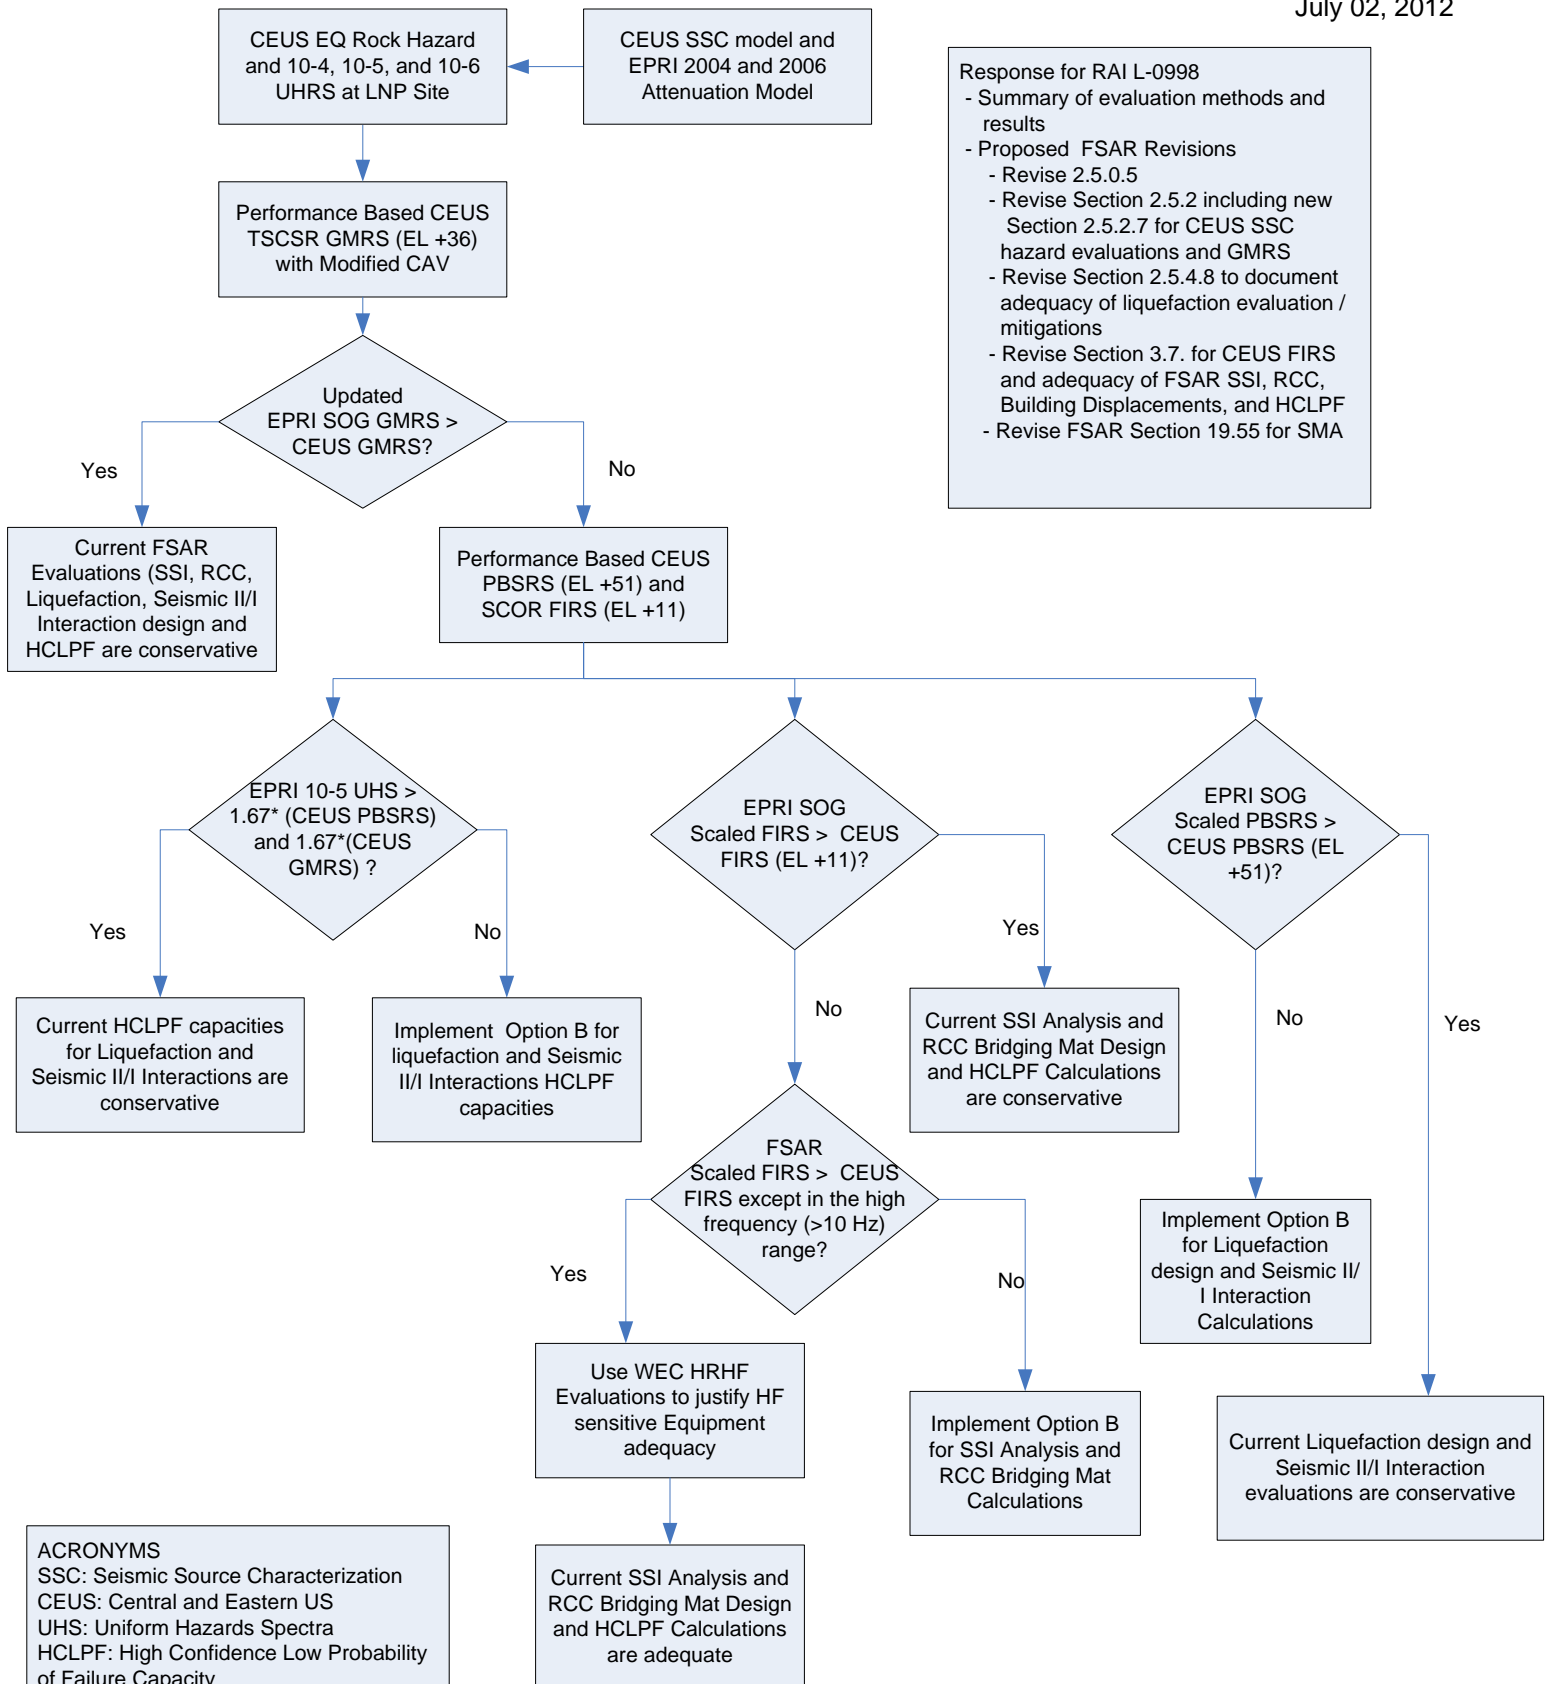 July 02, 2012
CEUS EQ Rock Hazard
and 10-4, 10-5, and 10-6
UHRS at LNP Site
CEUS SSC model and
EPRI 2004 and 2006
Attenuation Model
Response for RAI L-0998
- Summary of evaluation methods and
results
- Proposed FSAR Revisions
- Revise 2.5.0.5
- Revise Section 2.5.2 including new
Section 2.5.2.7 for CEUS SSC
hazard evaluations and GMRS
- Revise Section 2.5.4.8 to document
adequacy of liquefaction evaluation /
mitigations
- Revise Section 3.7. for CEUS FIRS
and adequacy of FSAR SSI, RCC,
Building Displacements, and HCLPF
- Revise FSAR Section 19.55 for SMA
Performance Based CEUS
TSCSR GMRS (EL +36)
with Modified CAV
Updated
EPRI SOG GMRS >
CEUS GMRS?
Yes
No
Current FSAR
Evaluations (SSI, RCC,
Liquefaction, Seismic II/I
Interaction design and
HCLPF are conservative
Performance Based CEUS
PBSRS (EL +51) and
SCOR FIRS (EL +11)
EPRI 10-5 UHS >
1.67* (CEUS PBSRS)
and 1.67*(CEUS
GMRS) ?
EPRI SOG
Scaled FIRS > CEUS
FIRS (EL +11)?
EPRI SOG
Scaled PBSRS >
CEUS PBSRS (EL
+51)?
Yes
No
Yes
No
No
Yes
Current HCLPF capacities
for Liquefaction and
Seismic II/I Interactions are
conservative
Implement Option B for
liquefaction and Seismic
II/I Interactions HCLPF
capacities
Current SSI Analysis and
RCC Bridging Mat Design
and HCLPF Calculations
are conservative
FSAR
Scaled FIRS > CEUS
FIRS except in the high
frequency (>10 Hz)
range?
Yes
No
Implement Option B
for Liquefaction
design and Seismic II/
I Interaction
Calculations
Use WEC HRHF
Evaluations to justify HF
sensitive Equipment
adequacy
Implement Option B
for SSI Analysis and
RCC Bridging Mat
Calculations
Current Liquefaction design and
Seismic II/I Interaction
evaluations are conservative
Current SSI Analysis and
RCC Bridging Mat Design
and HCLPF Calculations
are adequate
ACRONYMS
SSC: Seismic Source Characterization
CEUS: Central and Eastern US
UHS: Uniform Hazards Spectra
HCLPF: High Confidence Low Probability
of Failure Capacity